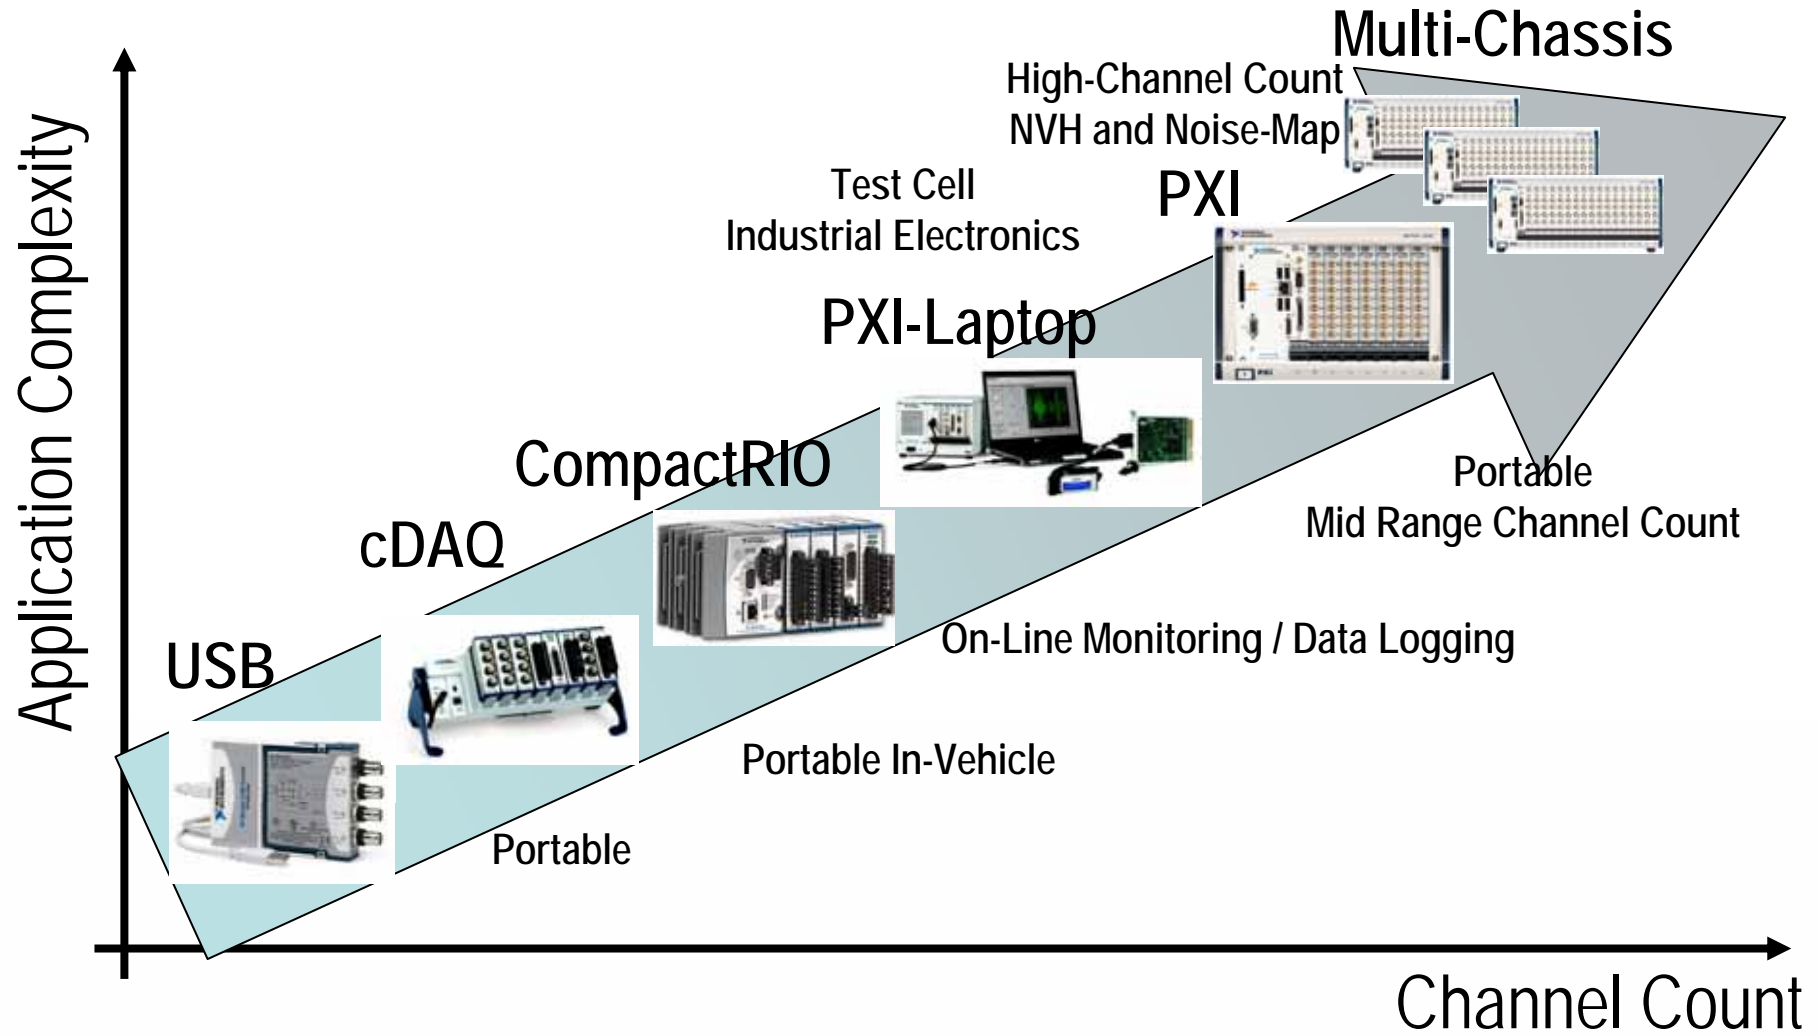 Multi-Chassis
High-Channel Count
NVH and Noise-Map
Test Cell
Industrial Electronics
PXI
PXI-Laptop
CompactRIO
cDAQ
USB
Portable
Mid Range Channel Count
On-Line Monitoring / Data Logging
Portable In-Vehicle
Portable
Application Complexity
Channel Count